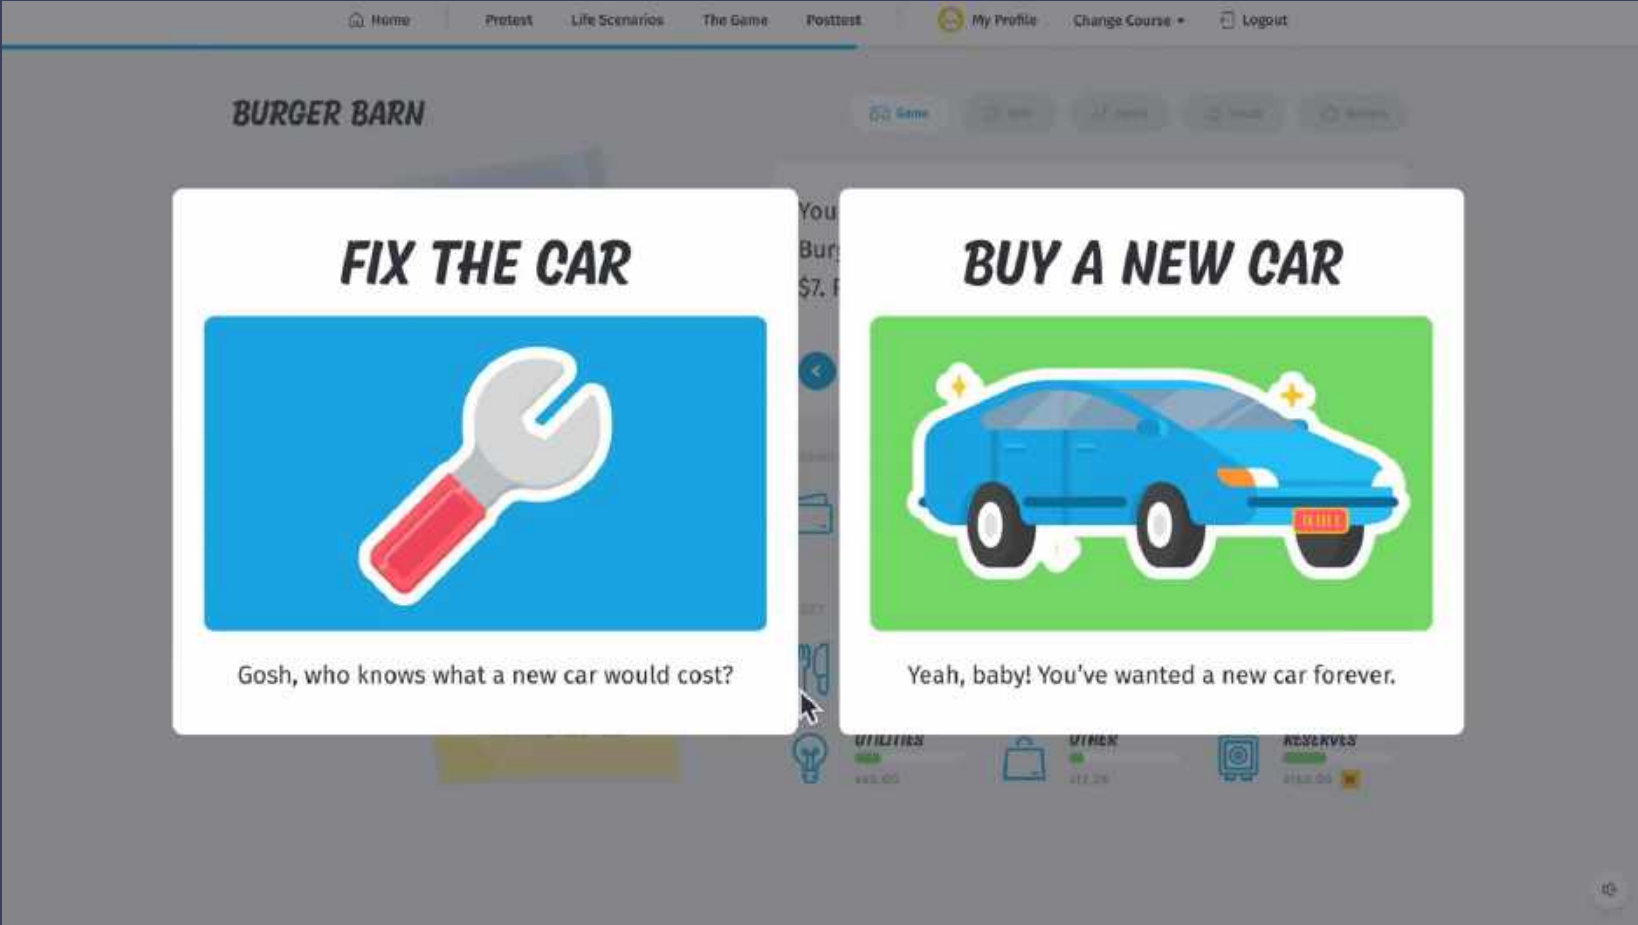 Home
Pretest
Life Scenarios
The Game
Posttest
My Profile
Change Course
Logout
BURGER BARN
Game
You
Bur
$7.
FIX THE CAR
Gosh, who knows what a new car would cost?
BUY A NEW CAR
Yeah, baby! You've wanted a new car forever.
UTILITIES
OTHER
RESERVES